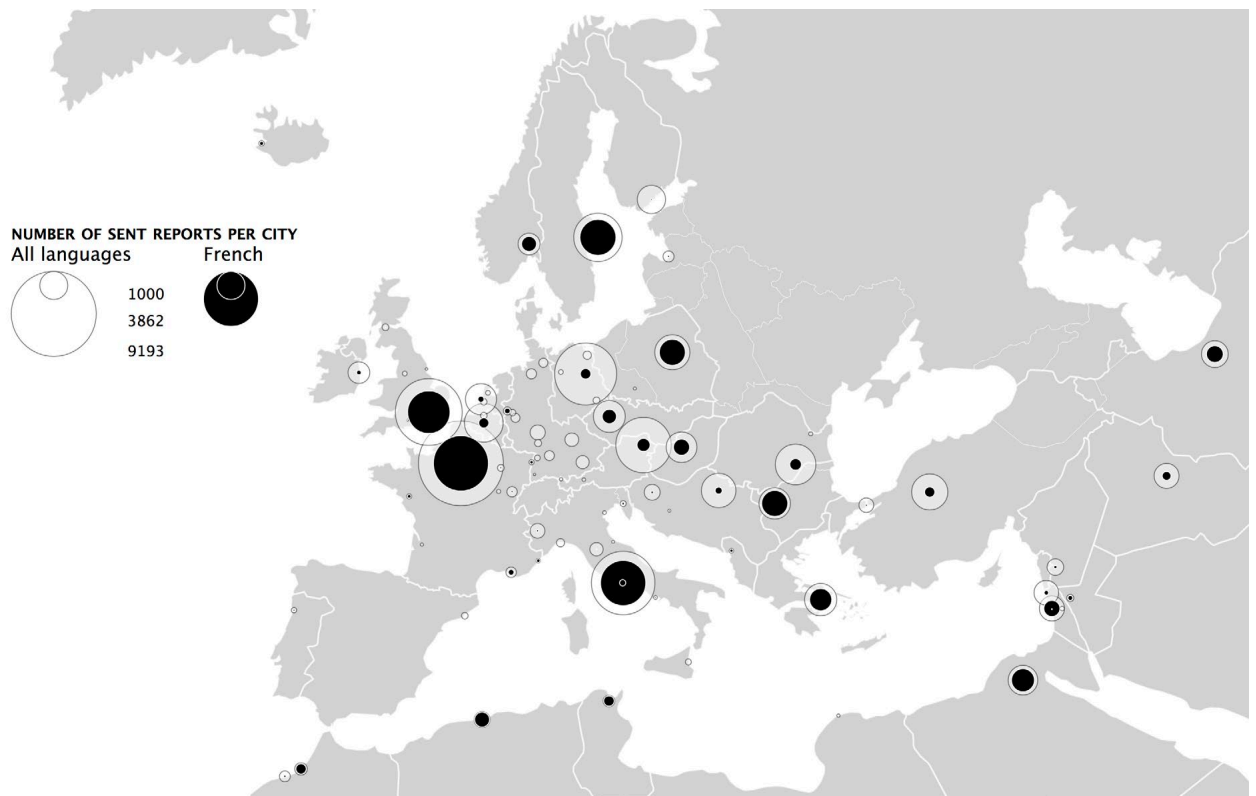 NUMBER OF SENT REPORTS PER CITY
All languages French
1000
3862
9193